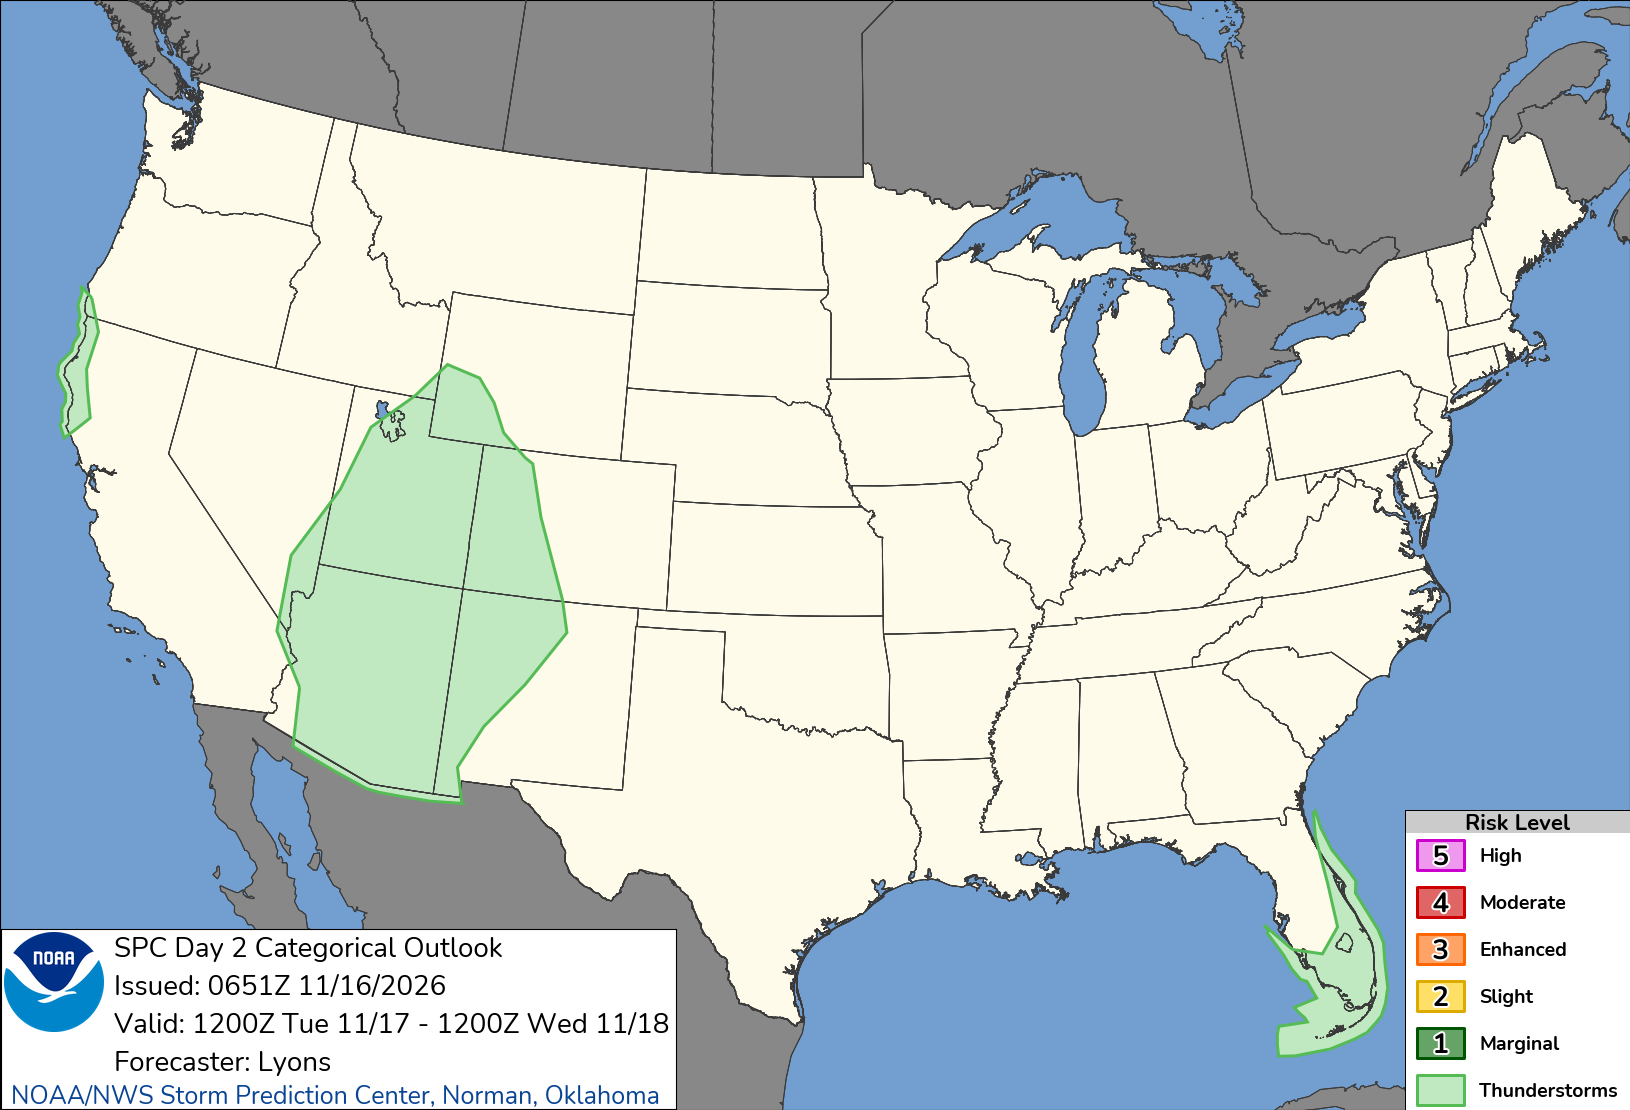 Risk Level
5 High
4 Moderate
3 Enhanced
2 Slight
1 Marginal
Thunderstorms
NOAA
SPC Day 2 Categorical Outlook
Issued: 0651Z 11/16/2026
Valid: 1200Z Tue 11/17 - 1200Z Wed 11/18
Forecaster: Lyons
NOAA/NWS Storm Prediction Center, Norman, Oklahoma